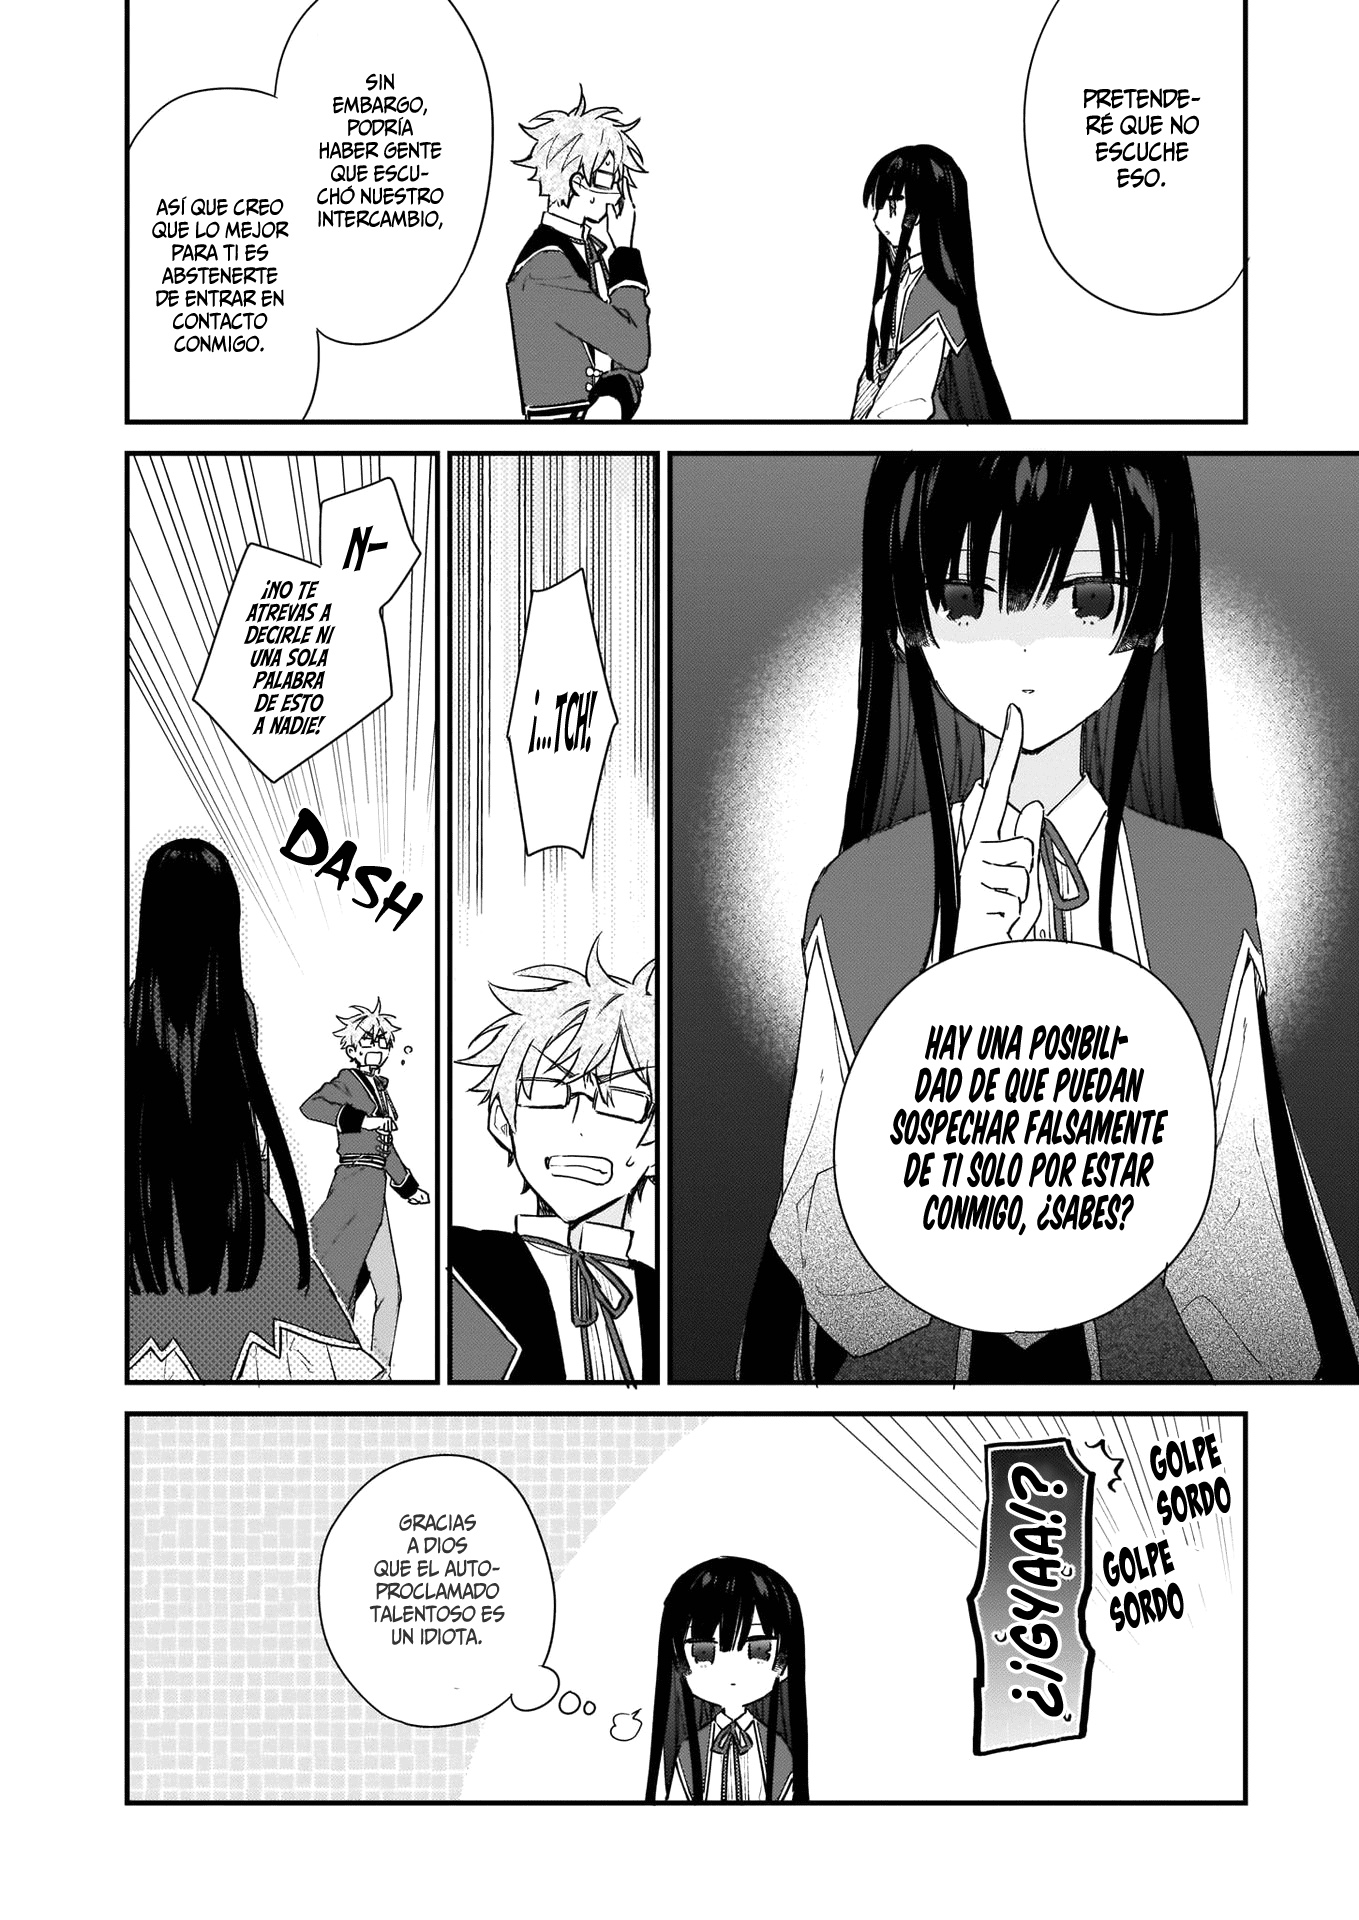 PRETENDE-
RÉ QUE NO
ESCUCHE
ESO.
SIN
EMBARGO,
PODRÍA
HABER GENTE
QUE ESCU-
CHÓ NUESTRO
INTERCAMBIO,
ASÍ QUE CREO
QUE LO MEJOR
PARA TI ES
ABSTENERTE
DE ENTRAR EN
CONTACTO
CONMIGO.
HAY UNA POSIBILI-
DAD DE QUE PUEDAN
SOSPECHAR FALSAMENTE
DE TI SOLO POR ESTAR
CONMIGO, ¿SABES?
¡...TCH!
N-
¡NO TE
ATREVAS A
DECIRLE NI
UNA SOLA
PALABRA
DE ESTO
A NADIE!
DASH
GOLPE
SORDO
GOLPE
SORDO
¿¡GYAA!?
GRACIAS
A DIOS
QUE EL AUTO-
PROCLAMADO
TALENTOSO ES
UN IDIOTA.